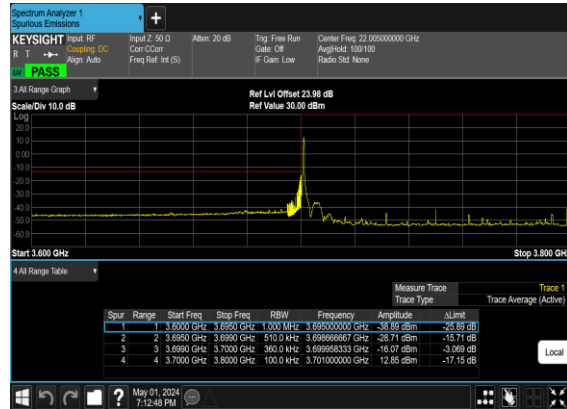 Spectrum Analyzer 1
Spurious Emissions
+
KEYSIGHT Input: RF Input Z: 50 Ω Atten: 20 dB Trig: Free Run Center Freq: 22.005000000 GHz
R T Coupling: DC Corr CCorr Gate: Off Avg|Hold: 100/100
Align: Auto Freq Ref: Int (S) IF Gain: Low Radio Std: None
PASS
3 All Range Graph
Ref Lvl Offset 23.98 dB
Scale/Div 10.0 dB Ref Value 30.00 dBm
Log
20.0
10.0
0.00
-10.0
-20.0
-30.0
-40.0
-50.0
-60.0
Start 3.600 GHz Stop 3.800 GHz
4 All Range Table
Measure Trace Trace 1
Trace Type Trace Average (Active)
Spur Range Start Freq Stop Freq RBW Frequency Amplitude ΔLimit
1 1 3.6000 GHz 3.6950 GHz 1.000 MHz 3.695000000 GHz -38.89 dBm -25.89 dB
2 2 3.6950 GHz 3.6990 GHz 510.0 kHz 3.698666667 GHz -28.71 dBm -15.71 dB
3 3 3.6990 GHz 3.7000 GHz 360.0 kHz 3.699958333 GHz -16.07 dBm -3.069 dB
4 4 3.7000 GHz 3.8000 GHz 100.0 kHz 3.701000000 GHz 12.85 dBm -17.15 dB
Local
?
May 01, 2024
7:12:48 PM